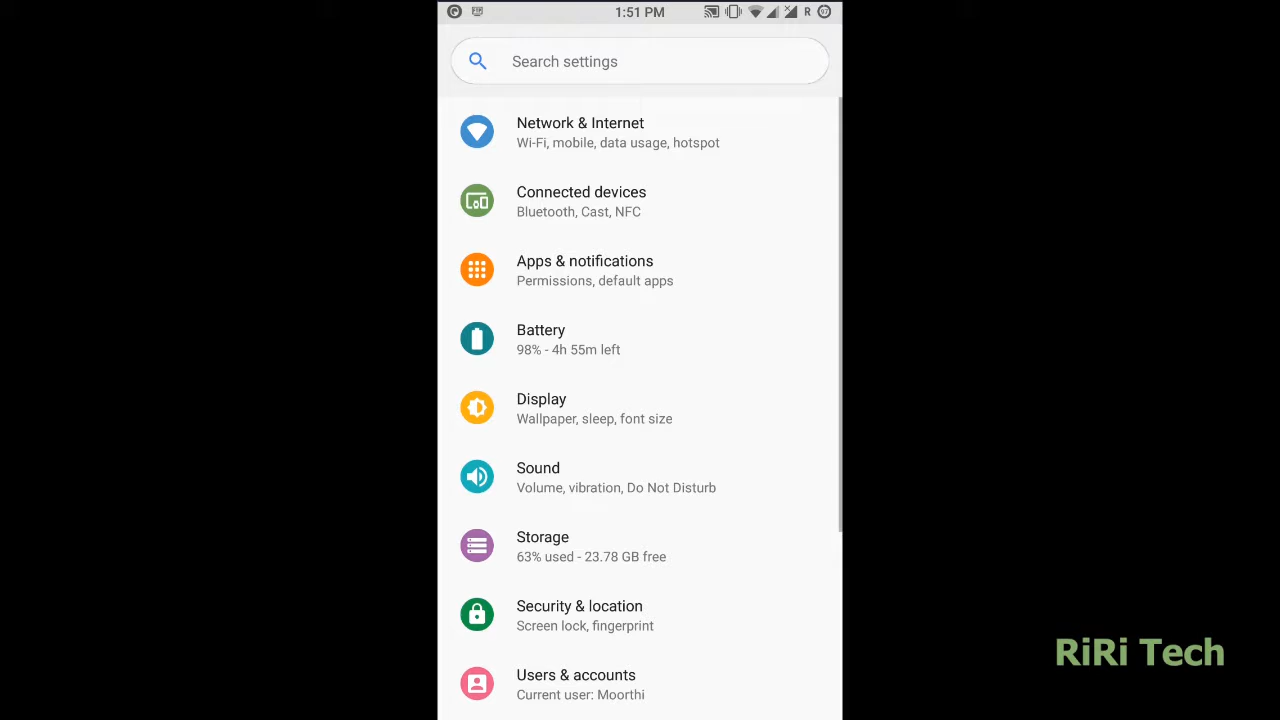 1:51 PM
R
Search settings
Network & Internet
Wi-Fi, mobile, data usage, hotspot
Connected devices
Bluetooth, Cast, NFC
Apps & notifications
Permissions, default apps
Battery
98% - 4h 55m left
Display
Wallpaper, sleep, font size
Sound
Volume, vibration, Do Not Disturb
Storage
63% used - 23.78 GB free
Security & location
Screen lock, fingerprint
Users & accounts
Current user: Moorthi
RiRi Tech